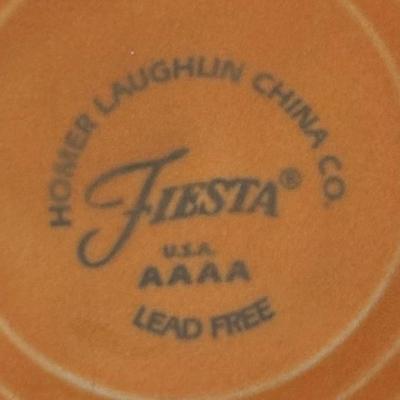 HOMER LAUGHLIN CHINA CO.
FIESTA®
U.S.A.
AAAA
LEAD FREE